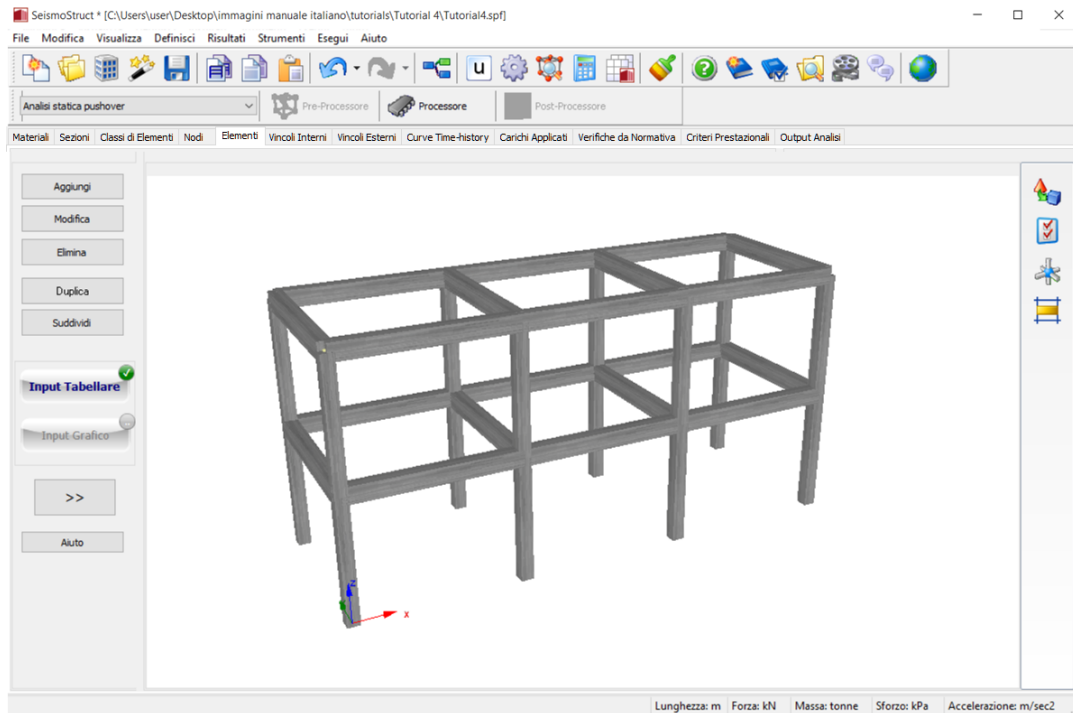 SeismoStruct * [C:\Users\user\Desktop\immagini manuale italiano\tutorials\Tutorial 4\Tutorial4.spf]
File Modifica Visualizza Definisci Risultati Strumenti Esegui Aiuto
u
Analisi statica pushover Pre-Processore Processore Post-Processore
Materiali Sezioni Classi di Elementi Nodi Elementi Vincoli Interni Vincoli Esterni Curve Time-history Carichi Applicati Verifiche da Normativa Criteri Prestazionali Output Analisi
Aggiungi
Modifica
Elimina
Duplica
Suddividi
Input Tabellare
Input Grafico
>>
Aiuto
z
x
Lunghezza: m Forza: kN Massa: tonne Sforzo: kPa Accelerazione: m/sec2